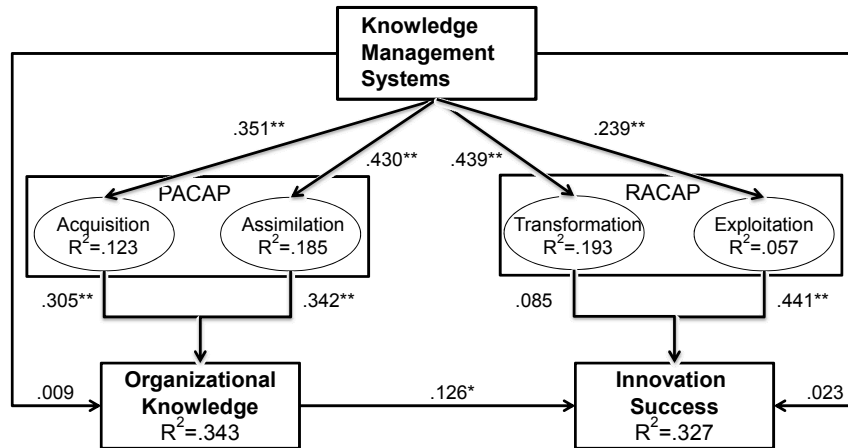 Knowledge
Management
Systems
.351**
.430**
.439**
.239**
PACAP
RACAP
Acquisition
R²=.123
Assimilation
R²=.185
Transformation
R²=.193
Exploitation
R²=.057
.305**
.342**
.085
.441**
.009
Organizational
Knowledge
R²=.343
.126*
Innovation
Success
R²=.327
.023